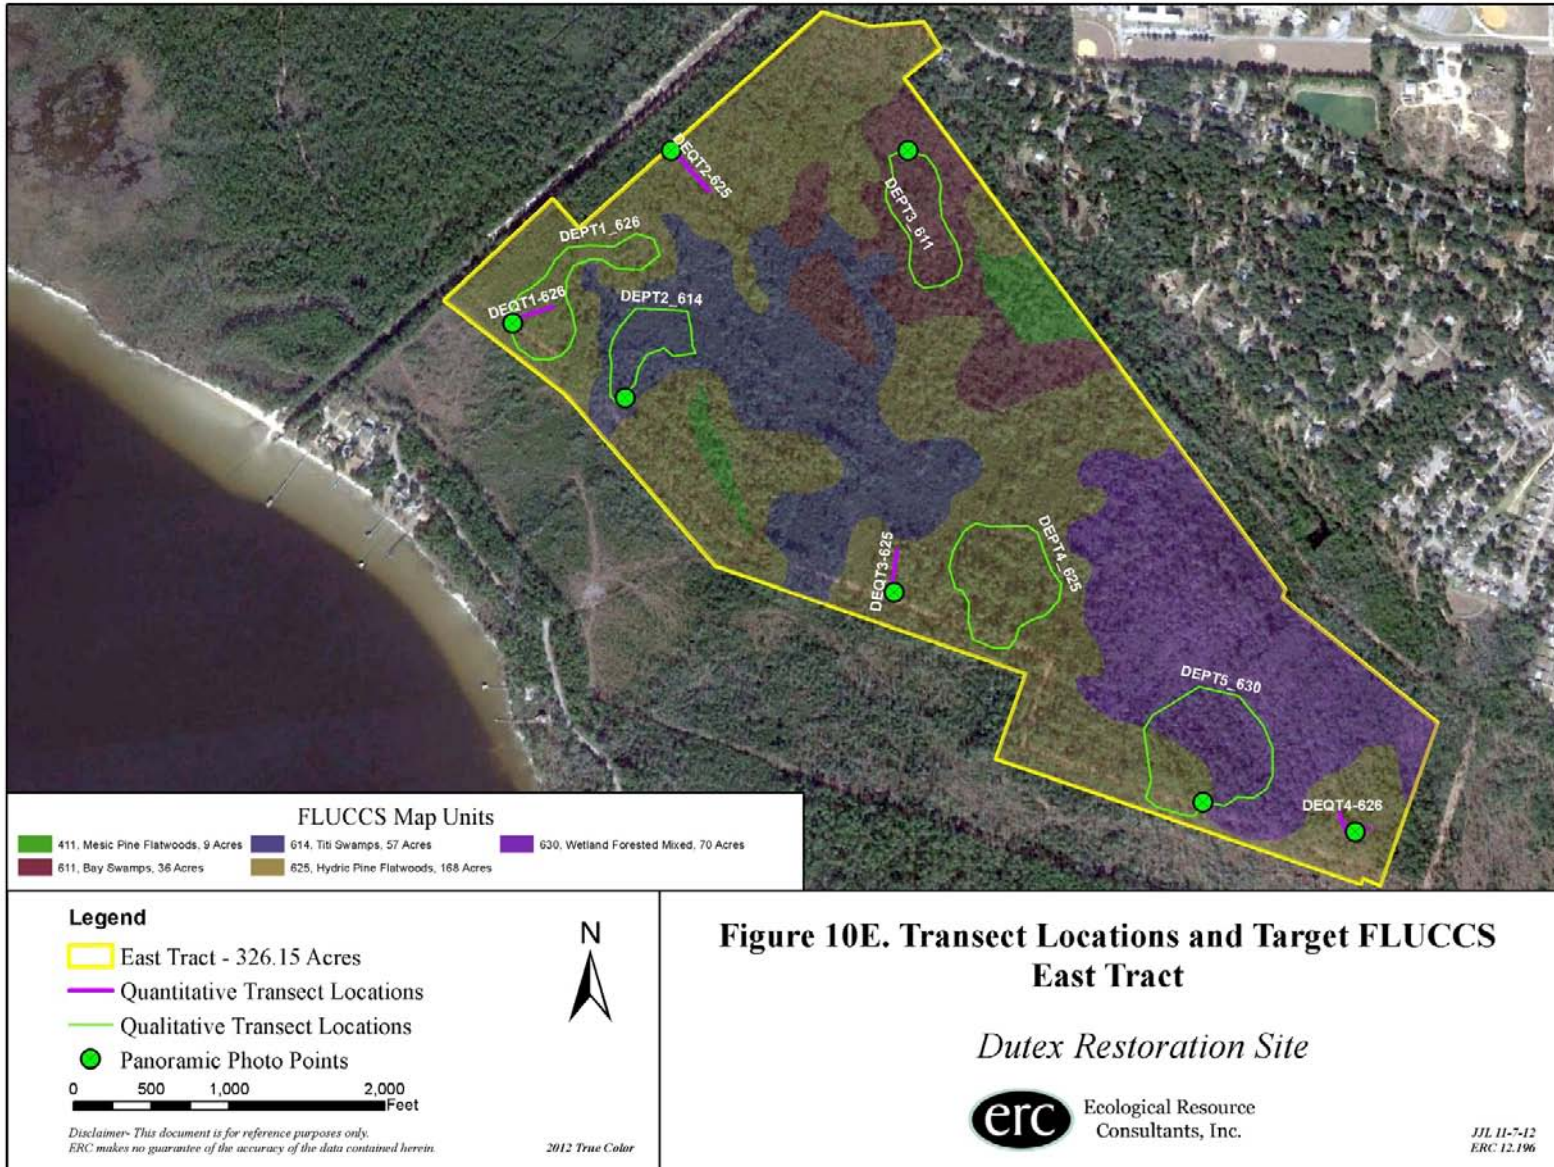 DEQT2-625
DEPT3_611
DEPT1_626
DEQT1-626
DEPT2_614
DEQT3-625
DEPT4_625
DEPT5_630
DEQT4-626
FLUCCS Map Units
411, Mesic Pine Flatwoods, 9 Acres
614, Titi Swamps, 57 Acres
630, Wetland Forested Mixed, 70 Acres
611, Bay Swamps, 36 Acres
625, Hydric Pine Flatwoods, 168 Acres
Legend
East Tract - 326.15 Acres
Quantitative Transect Locations
Qualitative Transect Locations
Panoramic Photo Points
0 500 1,000 2,000
Feet
Disclaimer- This document is for reference purposes only.
ERC makes no guarantee of the accuracy of the data contained herein.
N
2012 True Color
Figure 10E. Transect Locations and Target FLUCCS
East Tract
Dutex Restoration Site
erc
Ecological Resource
Consultants, Inc.
JJL 11-7-12
ERC 12.196